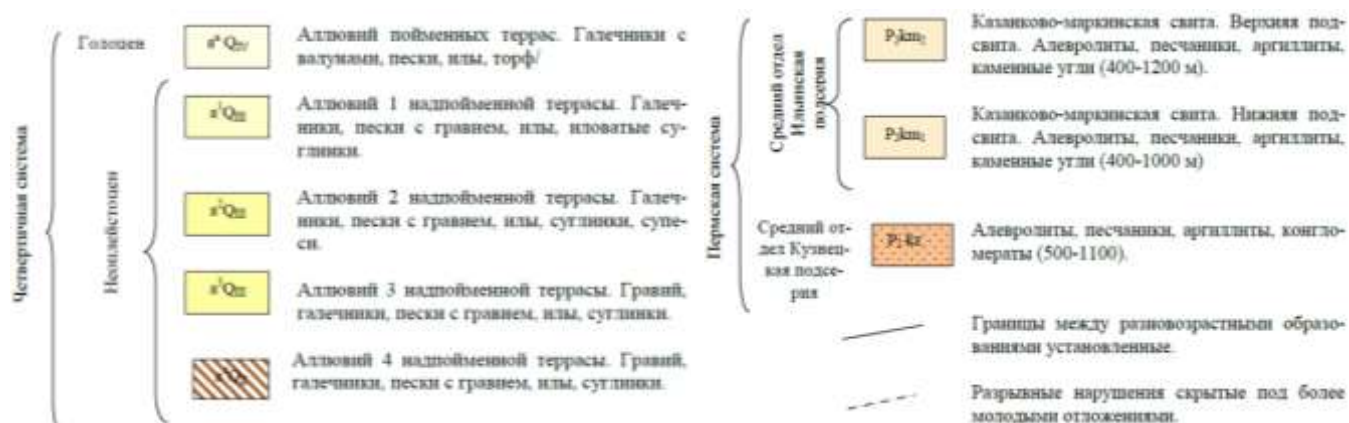 Четвертичная система
Голоцен
Аллювий пойменных террас. Галечники с
валунами, пески, илы, торф/
Неоплейстоцен
Аллювий 1 надпойменной террасы. Галеч-
ники, пески с гравием, илы, иловатые су-
глинки.
Аллювий 2 надпойменной террасы. Галеч-
ники, пески с гравием, илы, суглинки, супе-
си.
Аллювий 3 надпойменной террасы. Гравий,
галечники, пески с гравием, илы, суглинки.
Аллювий 4 надпойменной террасы. Гравий,
галечники, пески с гравием, илы, суглинки.
Пермская система
Средний отдел
Ильинская
подсерия
Казанково-маркинская свита. Верхняя под-
свита. Алевролиты, песчаники, аргиллиты,
каменные угли (400-1200 м).
Казанково-маркинская свита. Нижняя под-
свита. Алевролиты, песчаники, аргиллиты,
каменные угли (400-1000 м)
Средний от-
дел Кузнец-
кая подсе-
рия
Алевролиты, песчаники, аргиллиты, конгло-
мераты (500-1100).
Границы между разновозрастными образо-
ваниями установленные.
Разрывные нарушения скрытые под более
молодыми отложениями.